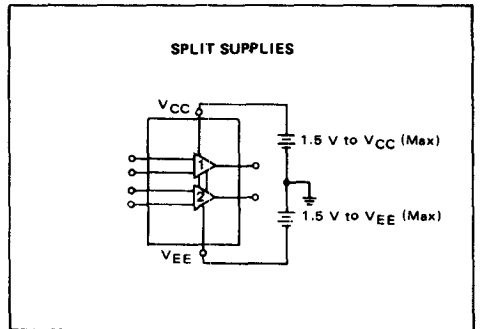 SPLIT SUPPLIES
VCC
1.5 V to VCC (Max)
1
2
1.5 V to VEE (Max)
VEE